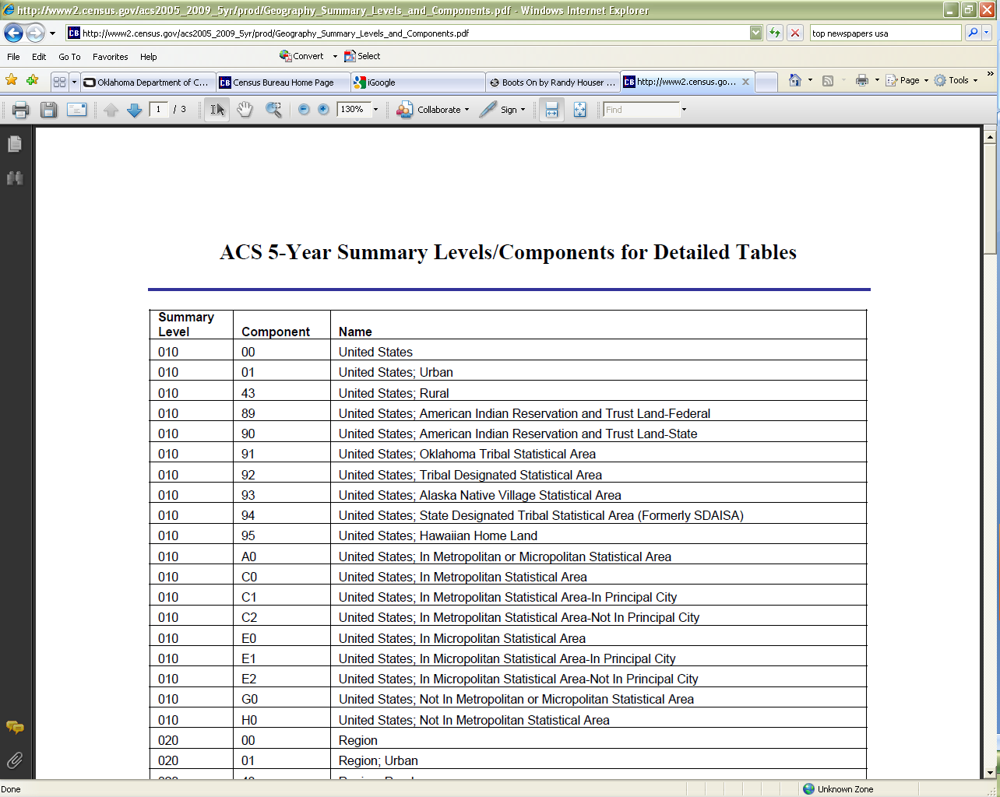 http://www2.census.gov/acs2005_2009_5yr/prod/Geography_Summary_Levels_and_Components.pdf - Windows Internet Explorer
http://www2.census.gov/acs2005_2009_5yr/prod/Geography_Summary_Levels_and_Components.pdf
top newspapers usa
File Edit Go To Favorites Help
Convert Select
Oklahoma Department of C... Census Bureau Home Page iGoogle Boots On by Randy Houser ... http://www2.census.go... Page Tools
1 / 3 130% Collaborate Sign Find
ACS 5-Year Summary Levels/Components for Detailed Tables
Summary
Level Component Name
010 00 United States
010 01 United States; Urban
010 43 United States; Rural
010 89 United States; American Indian Reservation and Trust Land-Federal
010 90 United States; American Indian Reservation and Trust Land-State
010 91 United States; Oklahoma Tribal Statistical Area
010 92 United States; Tribal Designated Statistical Area
010 93 United States; Alaska Native Village Statistical Area
010 94 United States; State Designated Tribal Statistical Area (Formerly SDAISA)
010 95 United States; Hawaiian Home Land
010 A0 United States; In Metropolitan or Micropolitan Statistical Area
010 C0 United States; In Metropolitan Statistical Area
010 C1 United States; In Metropolitan Statistical Area-In Principal City
010 C2 United States; In Metropolitan Statistical Area-Not In Principal City
010 E0 United States; In Micropolitan Statistical Area
010 E1 United States; In Micropolitan Statistical Area-In Principal City
010 E2 United States; In Micropolitan Statistical Area-Not In Principal City
010 G0 United States; Not In Metropolitan or Micropolitan Statistical Area
010 H0 United States; Not In Metropolitan Statistical Area
020 00 Region
020 01 Region; Urban
Done Unknown Zone